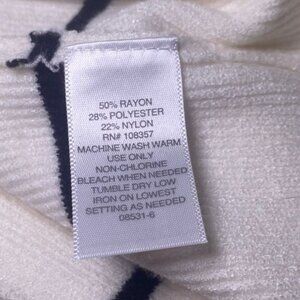 50% RAYON
28% POLYESTER
22% NYLON
RN# 108357
MACHINE WASH WARM
USE ONLY
NON-CHLORINE
BLEACH WHEN NEEDED
TUMBLE DRY LOW
IRON ON LOWEST
SETTING AS NEEDED
08531-6